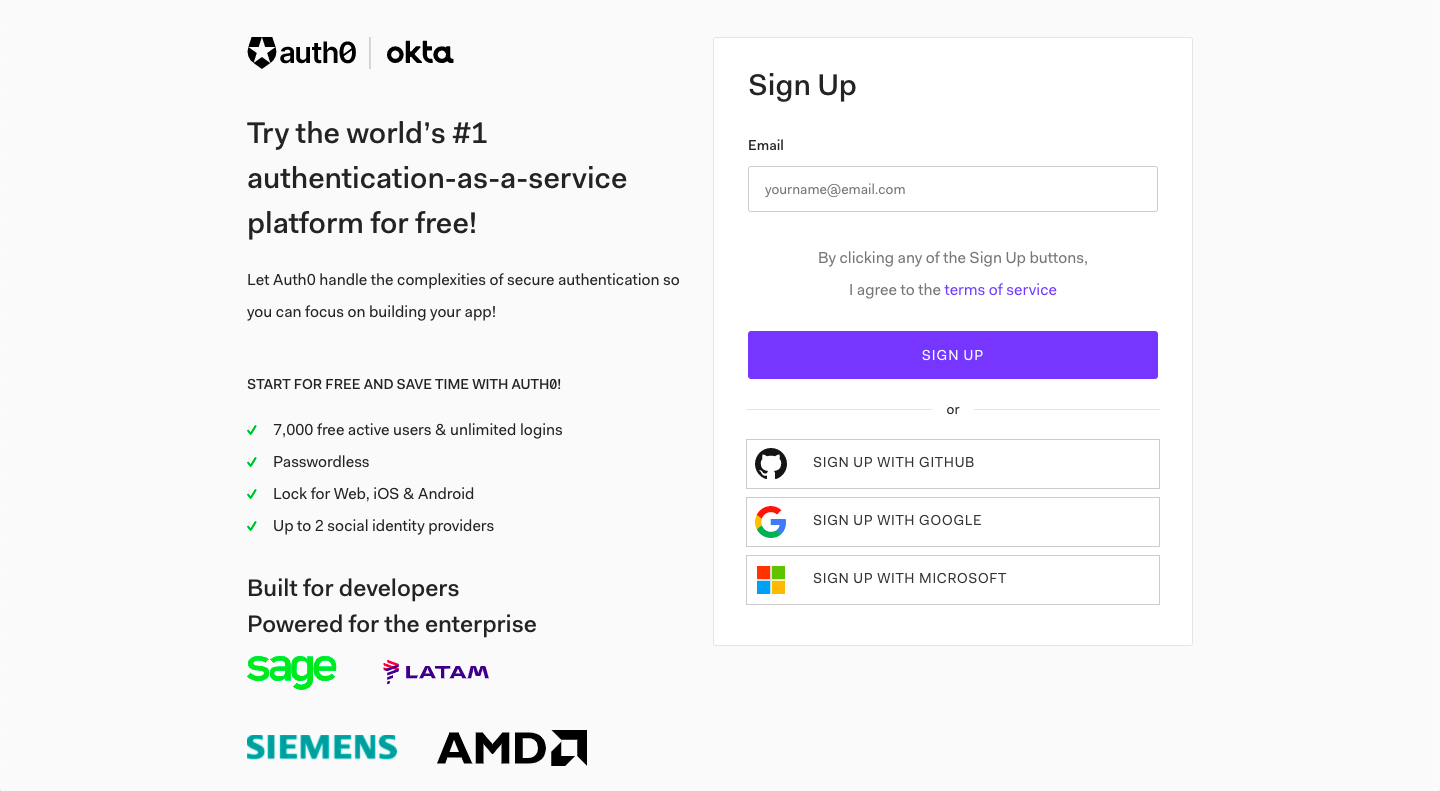 auth0 | okta
Try the world's #1
authentication-as-a-service
platform for free!
Let Auth0 handle the complexities of secure authentication so
you can focus on building your app!
START FOR FREE AND SAVE TIME WITH AUTH0!
7,000 free active users & unlimited logins
Passwordless
Lock for Web, iOS & Android
Up to 2 social identity providers
Built for developers
Powered for the enterprise
sage LATAM
SIEMENS AMD
Sign Up
Email
yourname@email.com
By clicking any of the Sign Up buttons,
I agree to the terms of service
SIGN UP
or
SIGN UP WITH GITHUB
SIGN UP WITH GOOGLE
SIGN UP WITH MICROSOFT